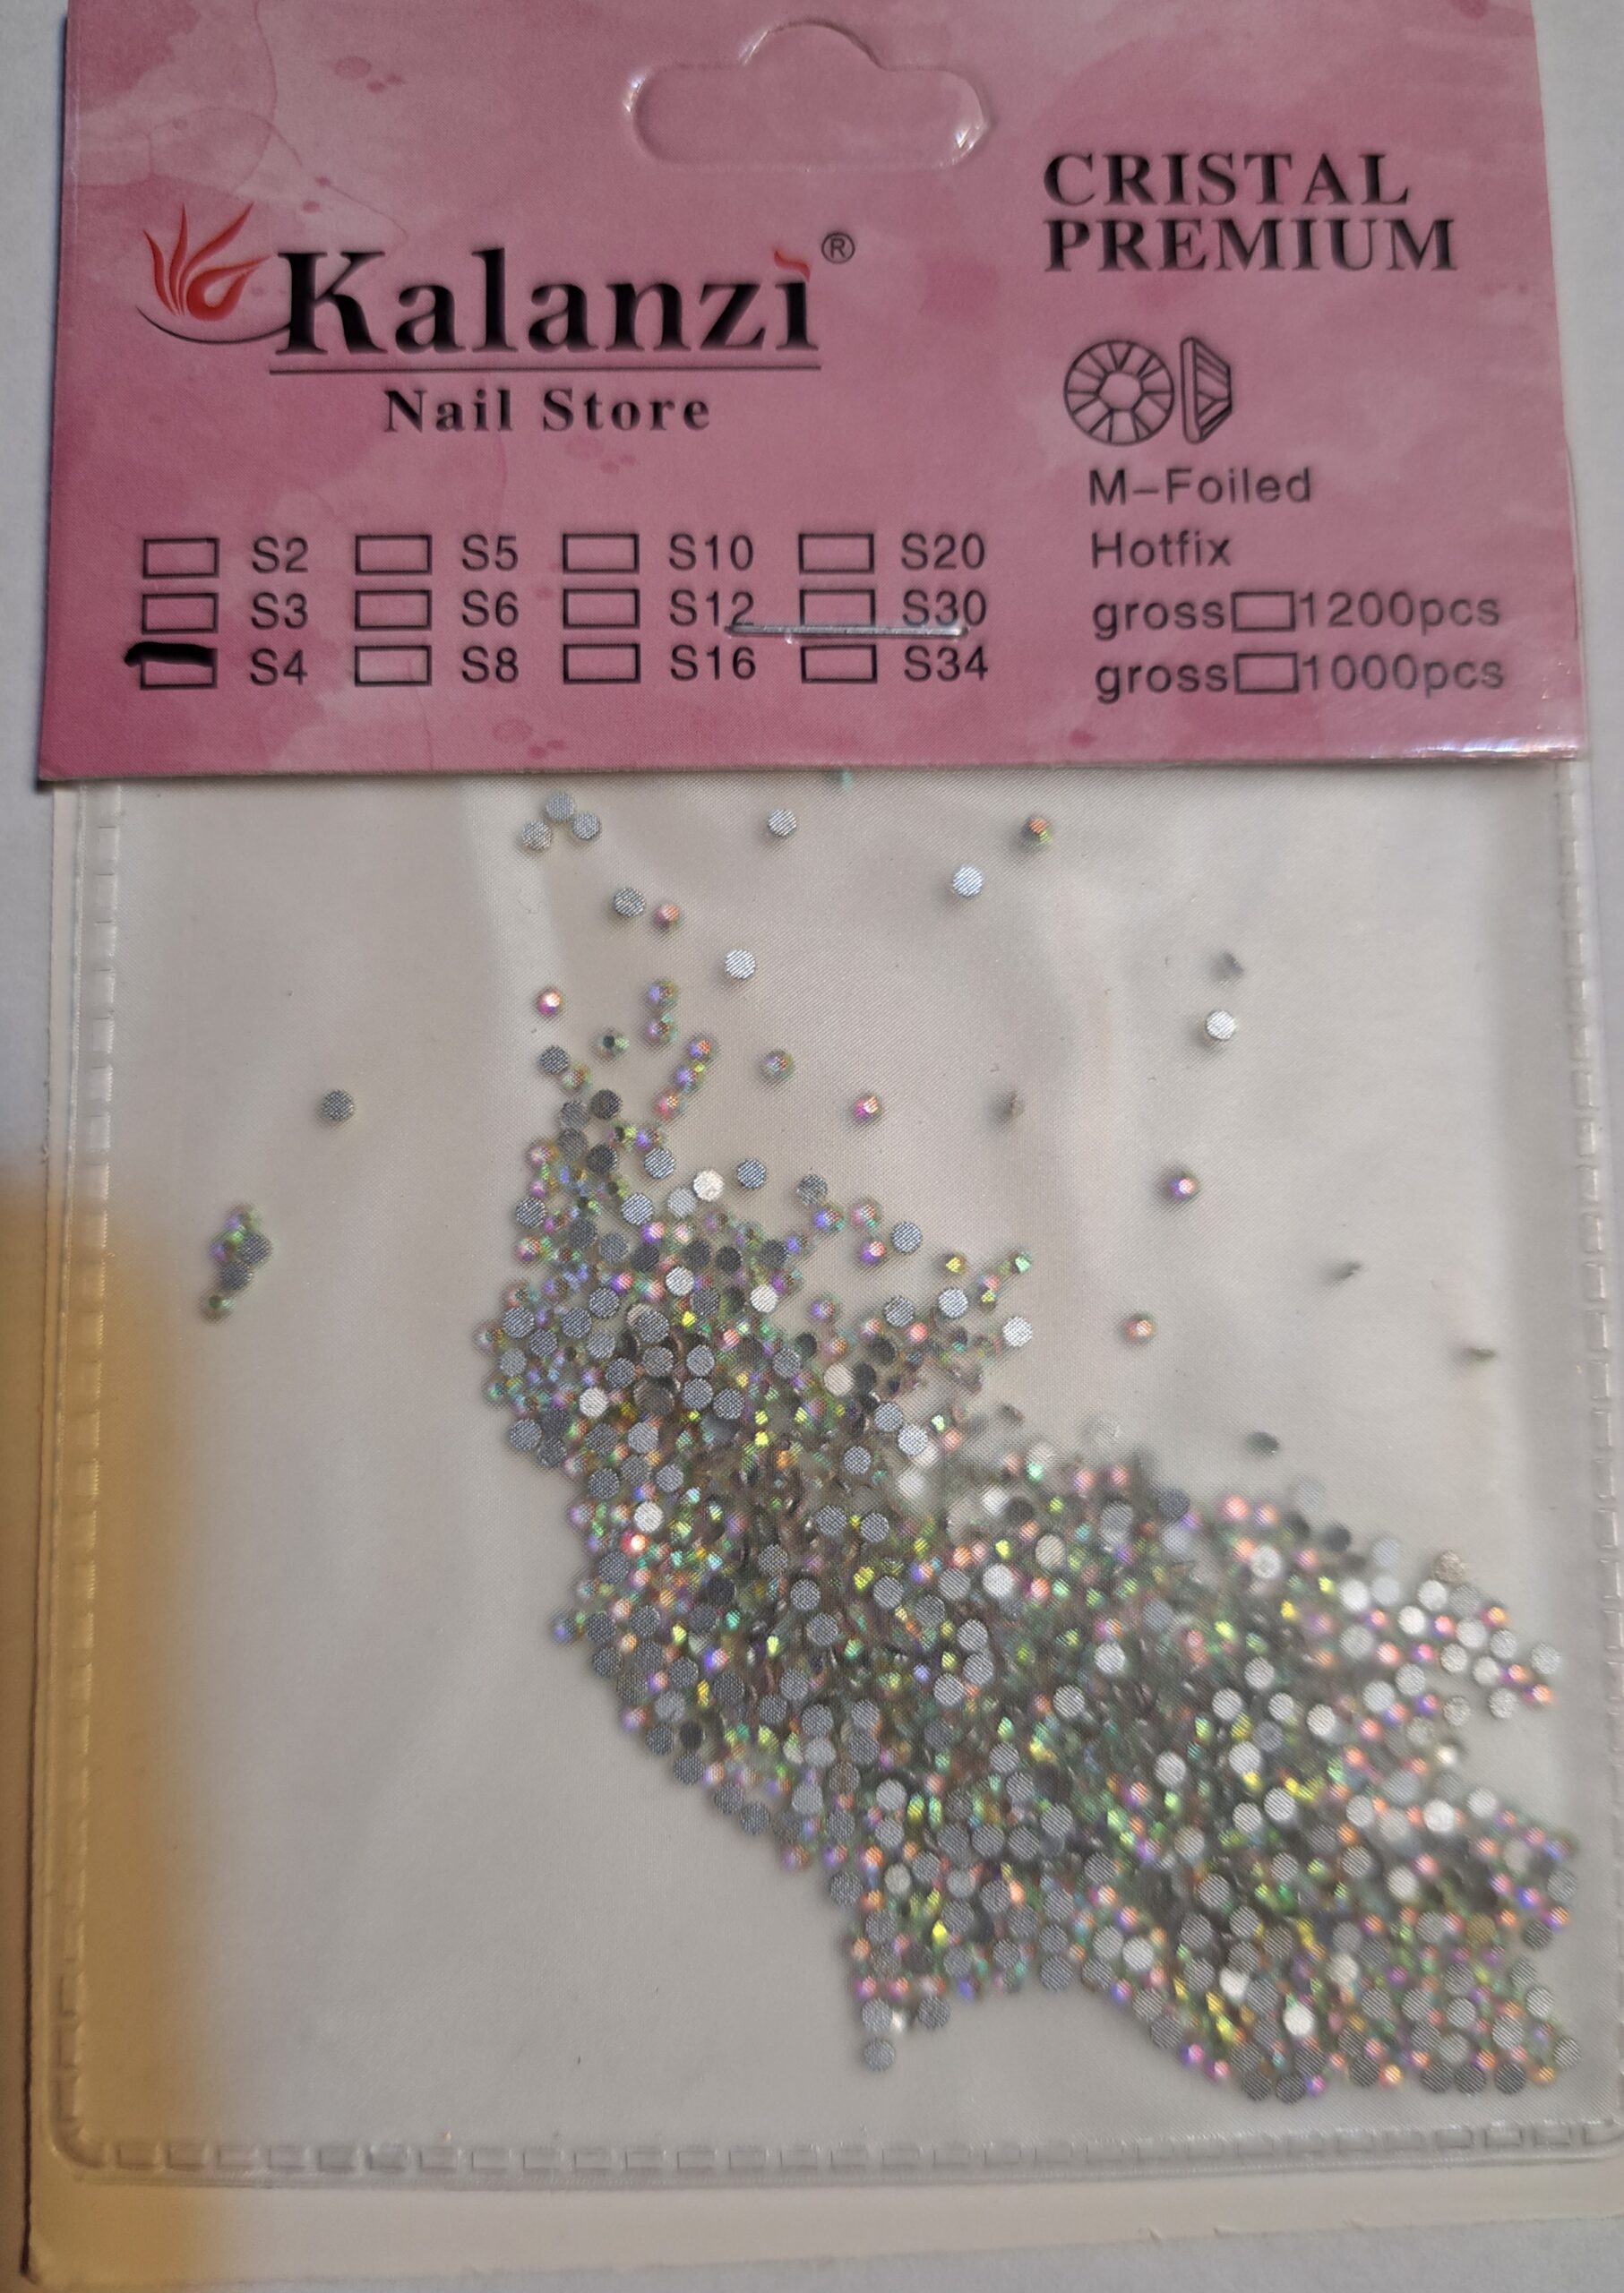 Kalanzì®
Nail Store
CRISTAL
PREMIUM
M-Foiled
Hotfix
gross 1200pcs
gross 1000pcs
S2 S5 S10 S20
S3 S6 S12 S30
S4 S8 S16 S34